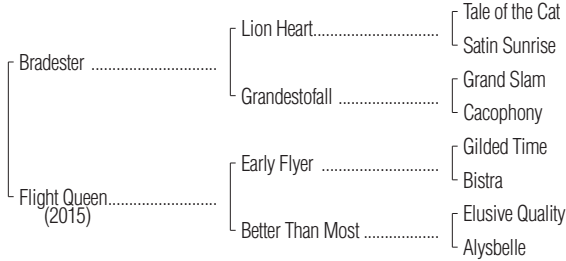 Tale of the Cat
Lion Heart
Satin Sunrise
Bradester
Grand Slam
Grandestofall
Cacophony
Gilded Time
Early Flyer
Bistra
Flight Queen
(2015)
Elusive Quality
Better Than Most
Alysbelle